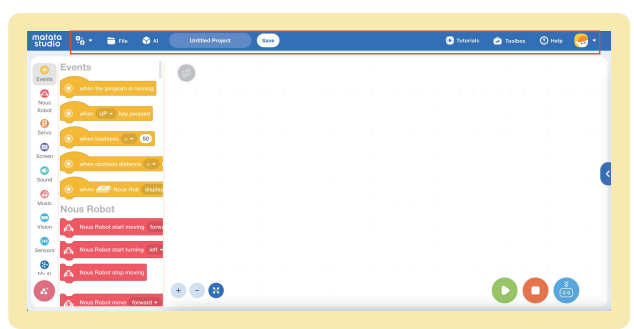 matata
studio
File
AI
Untitled Project
Save
Tutorials
Toolbox
Help
Events
Nous
Robot
Servo
Screen
Sound
Music
Vision
Sensors
My AI
Events
when the program is running
when UP key pressed
when loudness > 50
when obstacle distance >
when Nous Hub display
Nous Robot
Nous Robot start moving forw
Nous Robot start turning left
Nous Robot stop moving
Nous Robot move forward